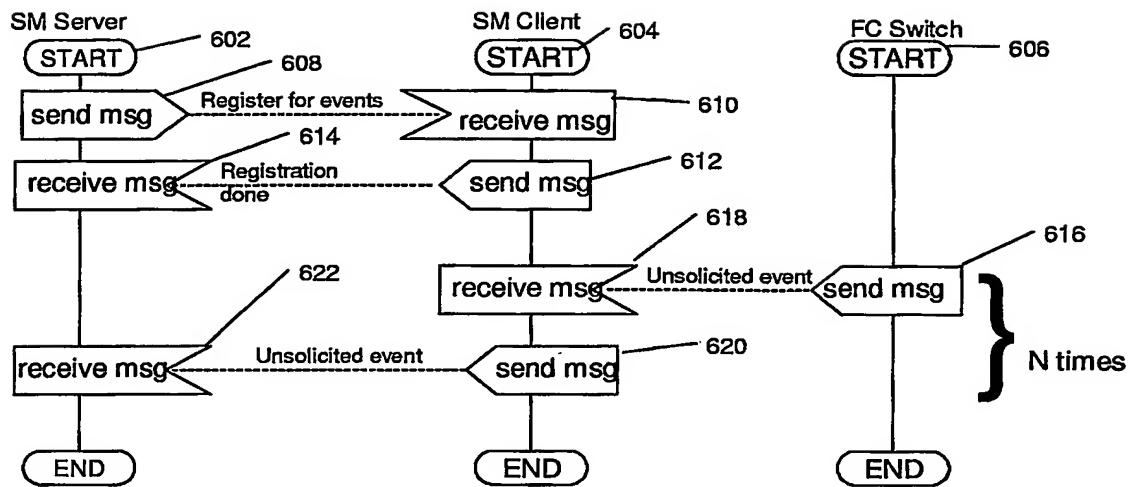 SM Server
SM Client
FC Switch
START
602
START
604
START
606
608
send msg
Register for events
receive msg
610
614
receive msg
Registration
done
send msg
612
618
616
receive msg
Unsolicited event
send msg
622
N times
receive msg
Unsolicited event
send msg
620
END
END
END